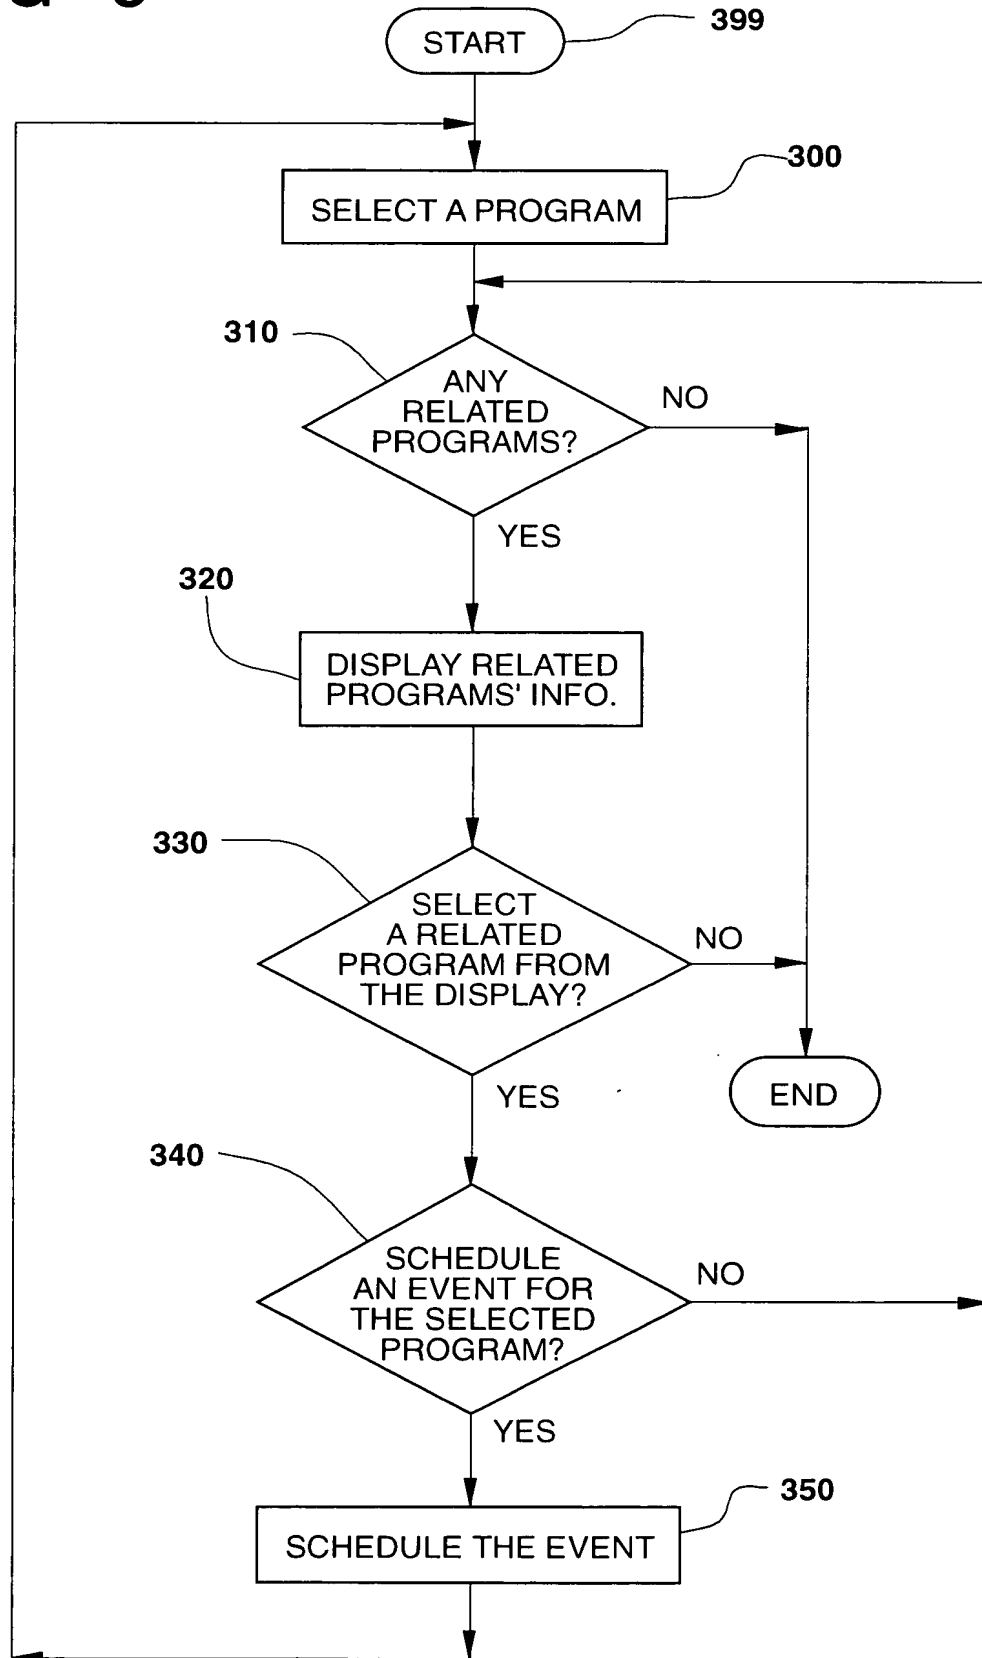 START
399
300
SELECT A PROGRAM
310
ANY
RELATED
PROGRAMS?
NO
YES
320
DISPLAY RELATED
PROGRAMS' INFO.
330
SELECT
A RELATED
PROGRAM FROM
THE DISPLAY?
NO
YES
END
340
SCHEDULE
AN EVENT FOR
THE SELECTED
PROGRAM?
NO
YES
350
SCHEDULE THE EVENT